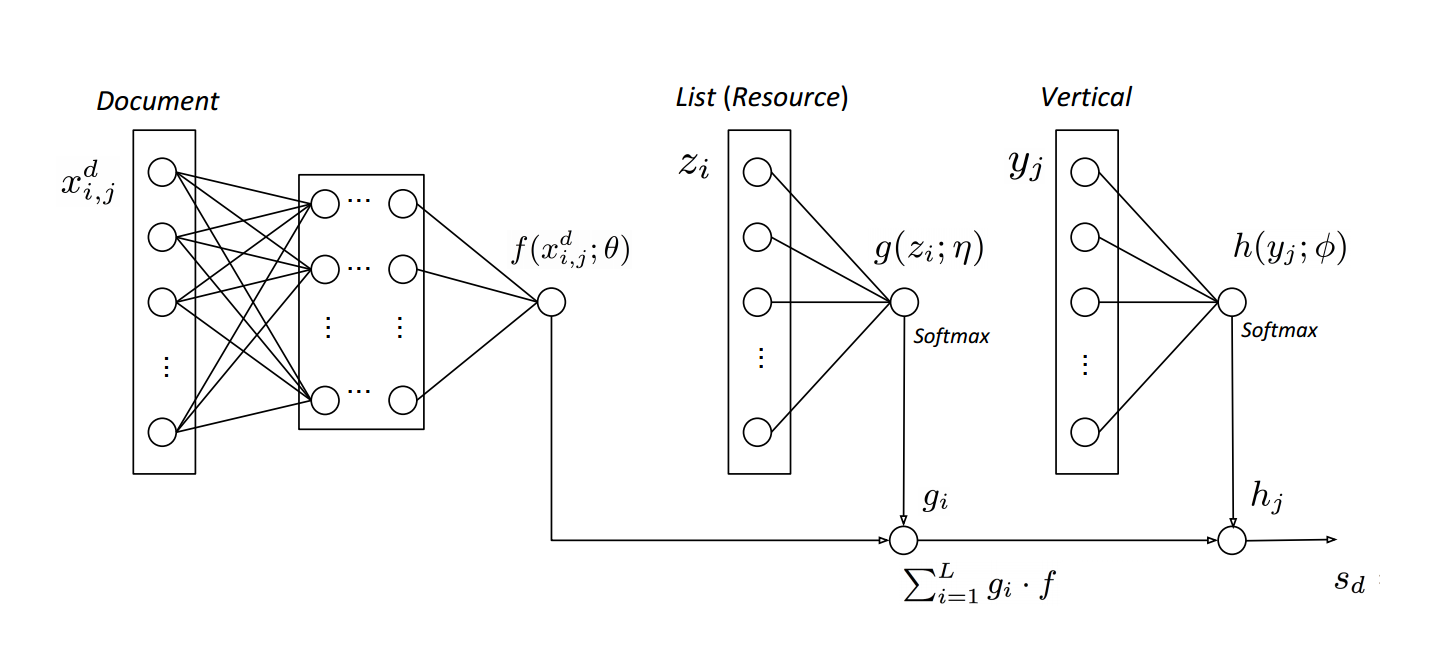 Document
List (Resource)
Vertical
$x_{i,j}^{d}$
$z_i$
$y_j$
...
...
$f(x_{i,j}^{d};\theta)$
$g(z_i;\eta)$
$h(y_j;\phi)$
Softmax
Softmax
...
$g_i$
$h_j$
$\sum_{i=1}^{L} g_i \cdot f$
$s_d$